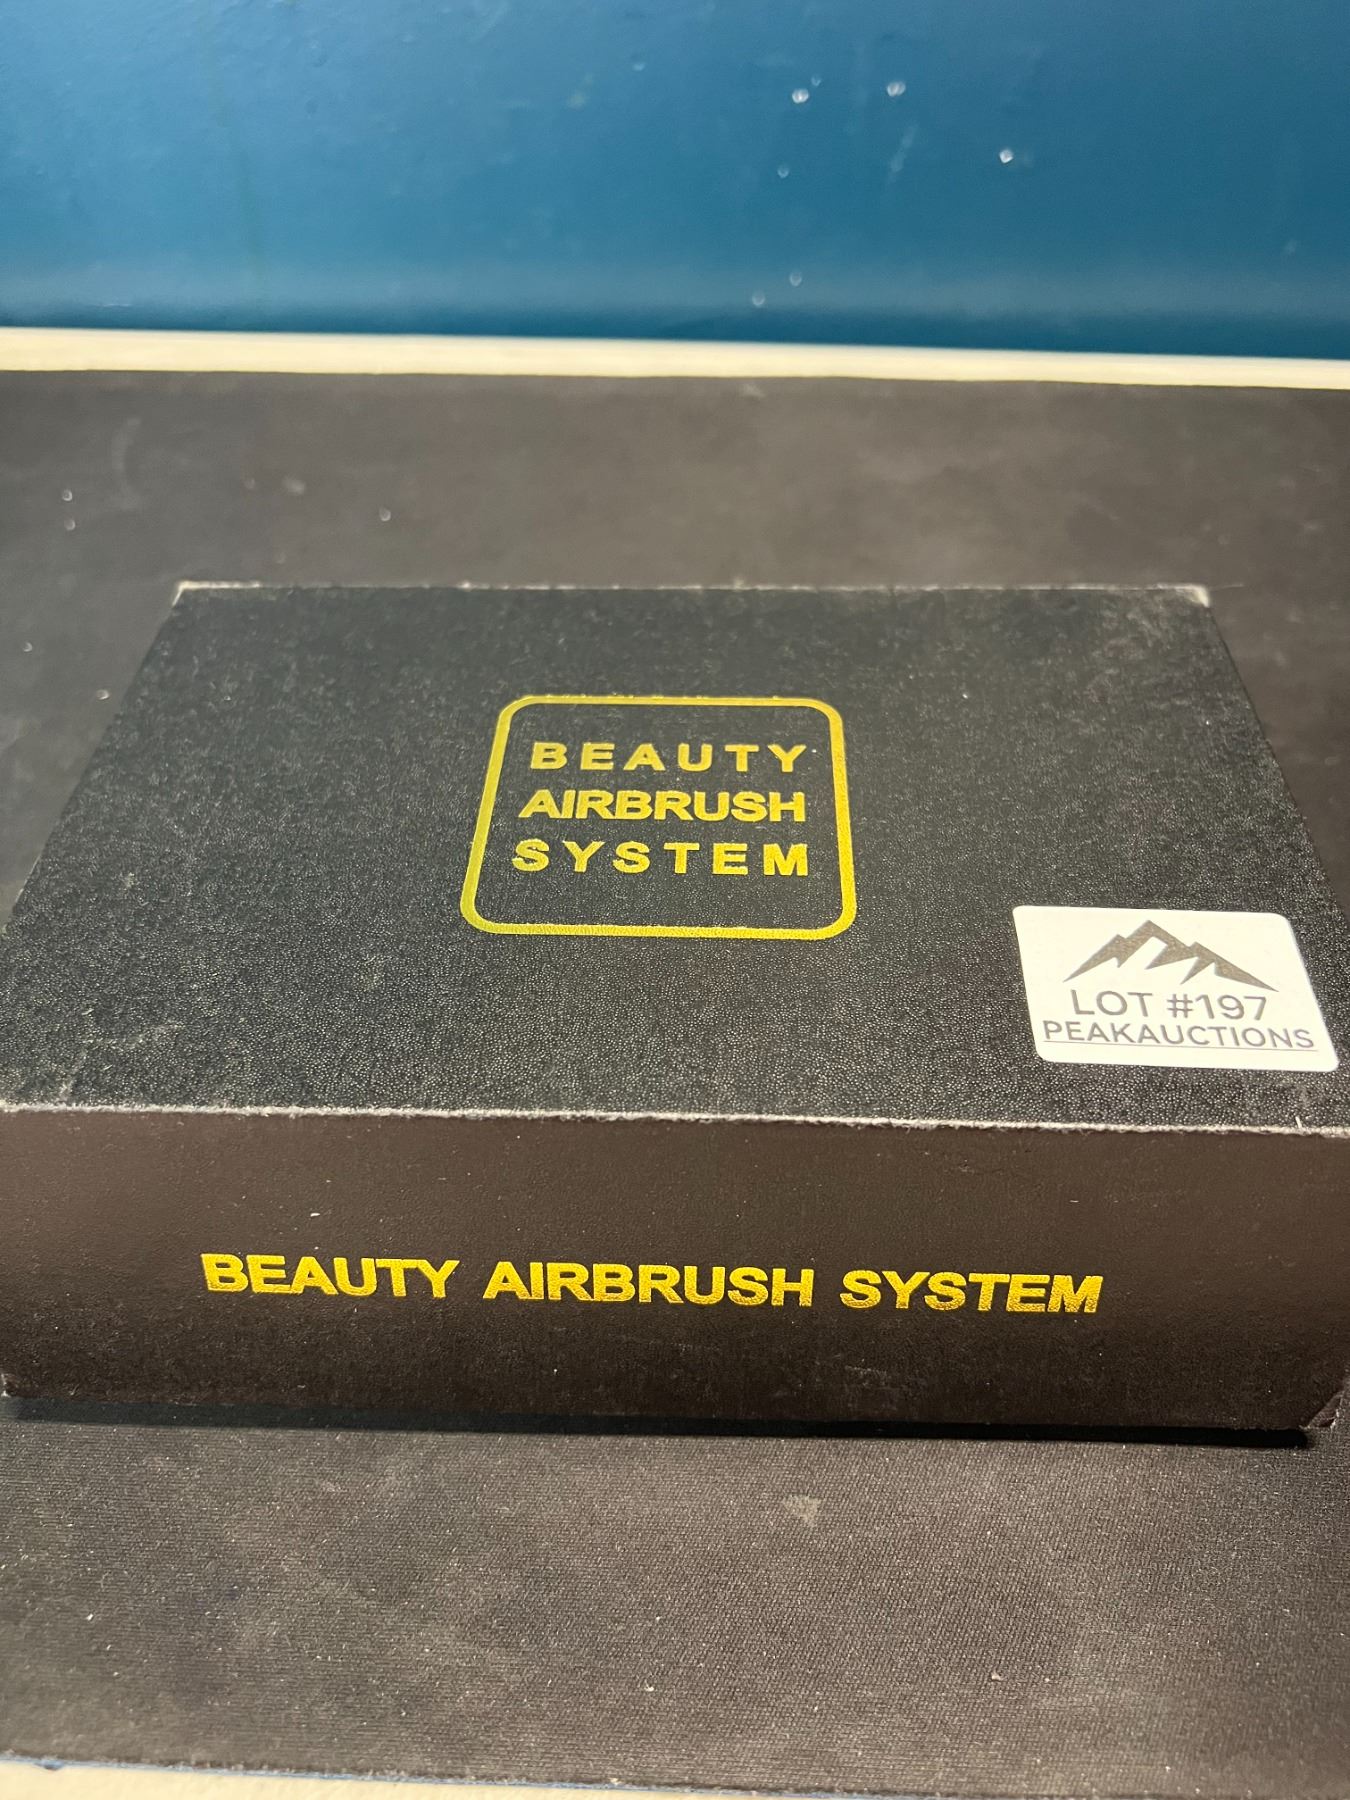 BEAUTY
AIRBRUSH
SYSTEM
LOT #197
PEAKAUCTIONS
BEAUTY AIRBRUSH SYSTEM